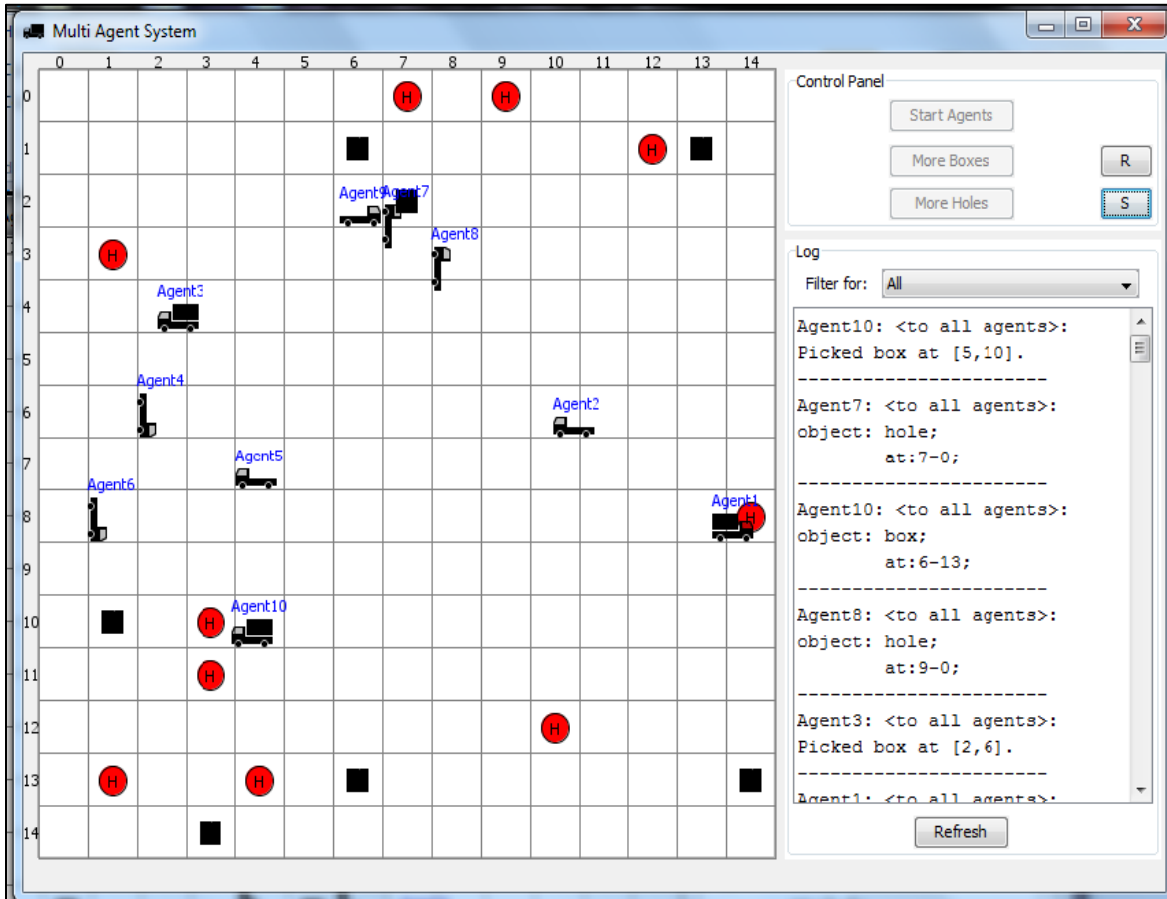 Multi Agent System
0 1 2 3 4 5 6 7 8 9 10 11 12 13 14
0
H H
1
H
2
Agent9 Agent7
Agent8
3
H
Agent3
4
5
Agent4
6
Agent2
7
Agent5
Agent6
8
Agent1
H
9
Agent10
10
H
11
H
12
H
13
H H
14
Control Panel
Start Agents
More Boxes R
More Holes S
Log
Filter for: All
Agent10: <to all agents>:
Picked box at [5,10].
------------------------
Agent7: <to all agents>:
object: hole;
at:7-0;
------------------------
Agent10: <to all agents>:
object: box;
at:6-13;
------------------------
Agent8: <to all agents>:
object: hole;
at:9-0;
------------------------
Agent3: <to all agents>:
Picked box at [2,6].
------------------------
Agent1: <to all agents>:
Refresh